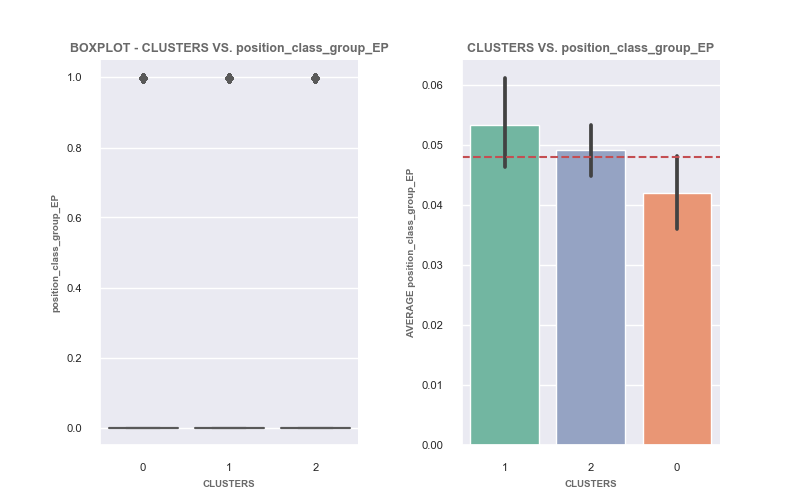 BOXPLOT - CLUSTERS VS. position_class_group_EP
position_class_group_EP
1.0
0.8
0.6
0.4
0.2
0.0
0 1 2
CLUSTERS
CLUSTERS VS. position_class_group_EP
AVERAGE position_class_group_EP
0.06
0.05
0.04
0.03
0.02
0.01
0.00
1 2 0
CLUSTERS